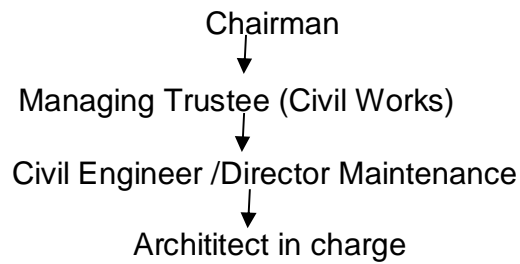 Chairman
Managing Trustee (Civil Works)
Civil Engineer /Director Maintenance
Archititect in charge